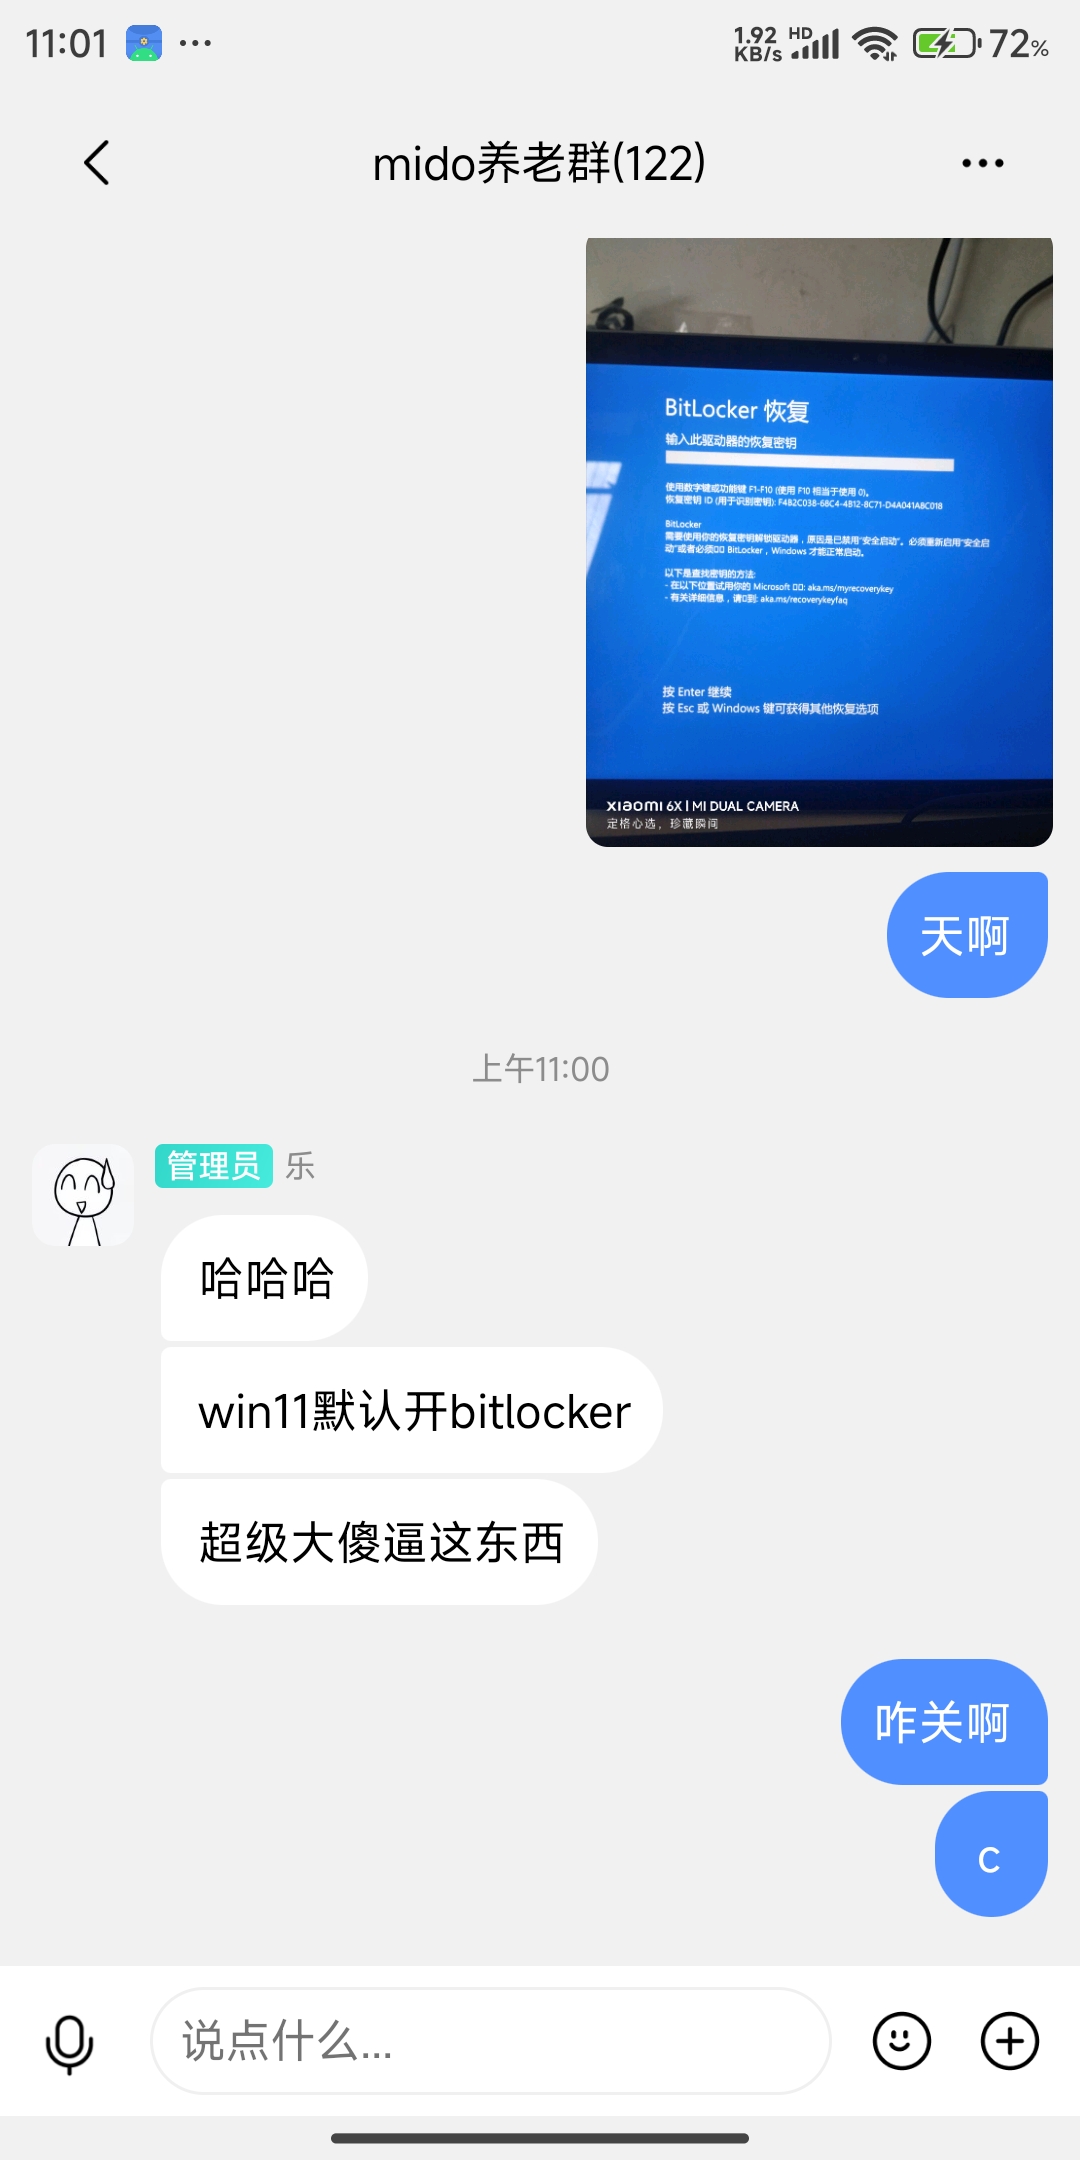 11:01
1.92
KB/s
HD
72%
mido养老群(122)
BitLocker 恢复
输入此驱动器的恢复密钥
使用数字键或功能键 F1-F10 (使用 F10 相当于使用 0)。
恢复密钥 ID (用于识别密钥): F4B2C038-68C4-4B12-8C71-D4A041A8C018
BitLocker
需要使用你的恢复密钥解锁驱动器，原因是已禁用"安全启动"。必须重新启用"安全启
动"或者必须□□ BitLocker，Windows 才能正常启动。
以下是查找密钥的方法:
- 在以下位置试用你的 Microsoft □□: aka.ms/myrecoverykey
- 有关详细信息，请□到: aka.ms/recoverykeyfaq
按 Enter 继续
按 Esc 或 Windows 键可获得其他恢复选项
xiaomi 6X | MI DUAL CAMERA
定格心选，珍藏瞬间
天啊
上午11:00
管理员 乐
哈哈哈
win11默认开bitlocker
超级大傻逼这东西
咋关啊
c
说点什么...